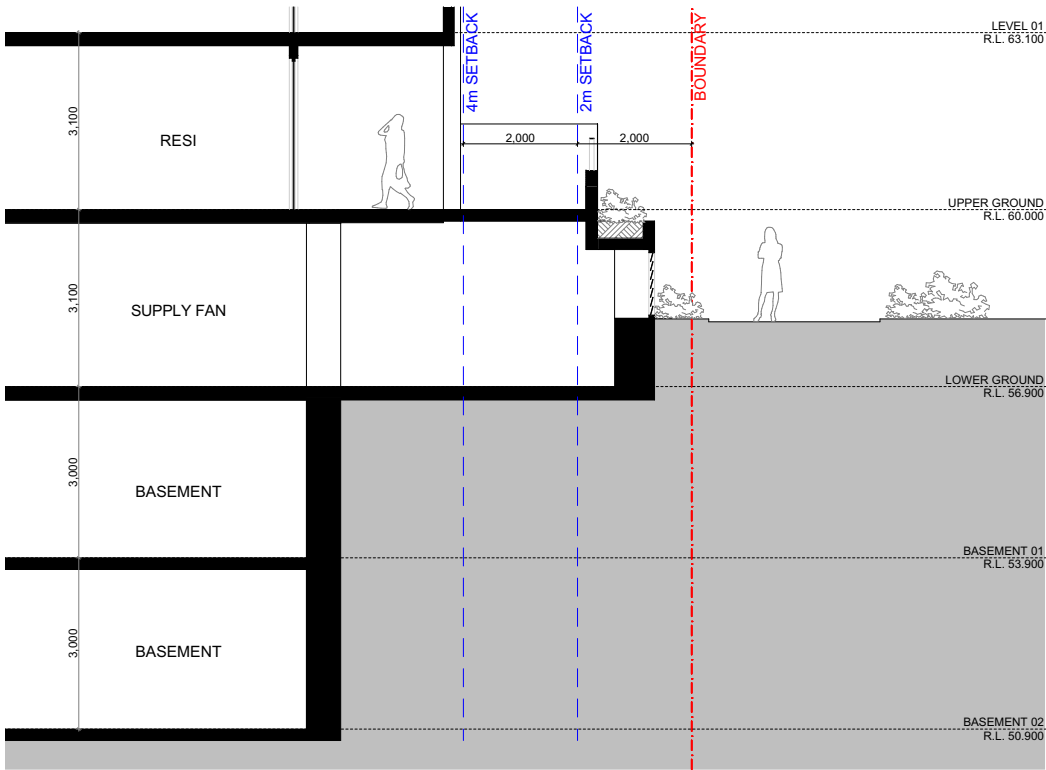 LEVEL 01
R.L. 63.100
4m SETBACK
2m SETBACK
BOUNDARY
3,100
RESI
2,000
2,000
UPPER GROUND
R.L. 60.000
3,100
SUPPLY FAN
LOWER GROUND
R.L. 56.900
3,000
BASEMENT
BASEMENT 01
R.L. 53.900
3,000
BASEMENT
BASEMENT 02
R.L. 50.900